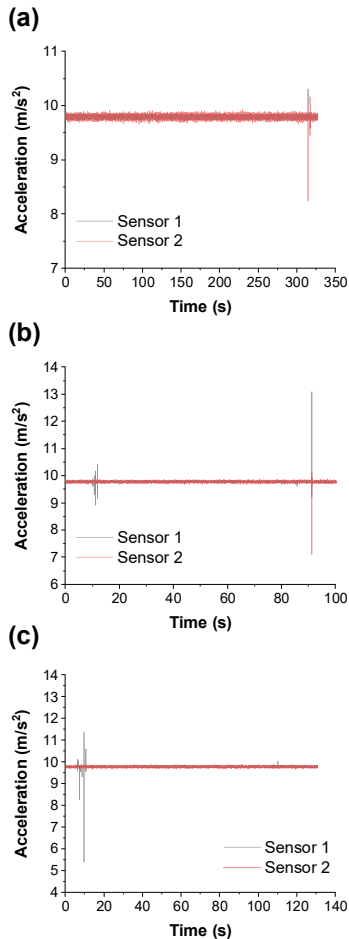 (a)
11
10
9
8
7
Acceleration (m/s²)
Sensor 1
Sensor 2
0 50 100 150 200 250 300 350
Time (s)
(b)
14
13
12
11
10
9
8
7
6
Acceleration (m/s²)
Sensor 1
Sensor 2
0 20 40 60 80 100
Time (s)
(c)
14
13
12
11
10
9
8
7
6
5
4
Acceleration (m/s²)
Sensor 1
Sensor 2
0 20 40 60 80 100 120 140
Time (s)